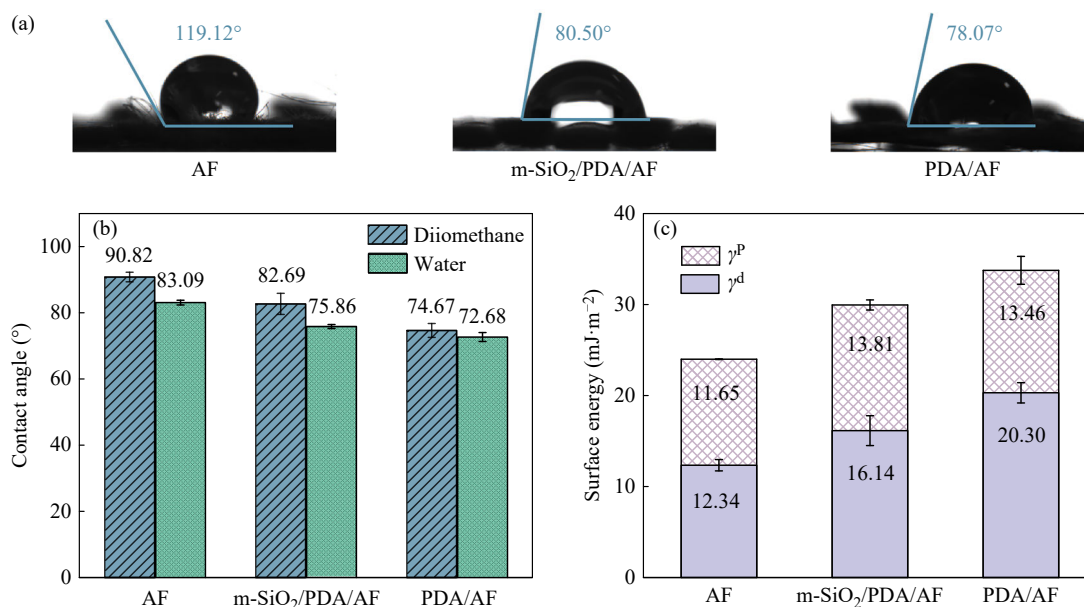 (a)
119.12°
80.50°
78.07°
AF
m-SiO₂/PDA/AF
PDA/AF
(b)
Diiomethane
Water
90.82
83.09
82.69
75.86
74.67
72.68
Contact angle (°)
100
80
60
40
20
0
AF
m-SiO₂/PDA/AF
PDA/AF
(c)
γᴾ
γᵈ
11.65
12.34
13.81
16.14
13.46
20.30
Surface energy (mJ·m⁻²)
40
30
20
10
0
AF
m-SiO₂/PDA/AF
PDA/AF